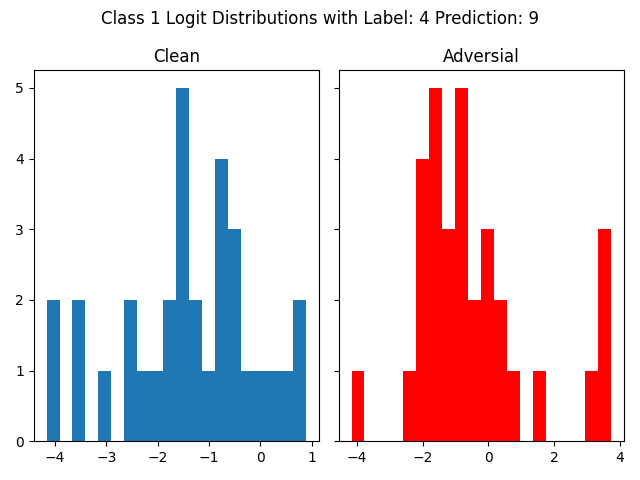 Class 1 Logit Distributions with Label: 4 Prediction: 9
Clean
Adversial
5
4
3
2
1
0
−4 −3 −2 −1 0 1
−4 −2 0 2 4